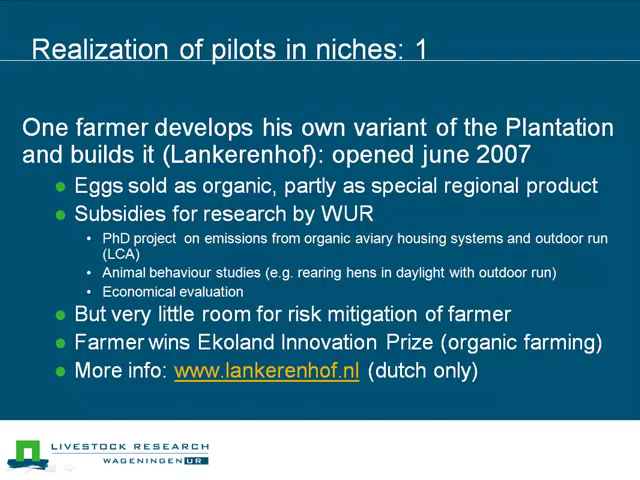 Realization of pilots in niches: 1
One farmer develops his own variant of the Plantation
and builds it (Lankerenhof): opened june 2007
Eggs sold as organic, partly as special regional product
Subsidies for research by WUR
PhD project on emissions from organic aviary housing systems and outdoor run
(LCA)
Animal behaviour studies (e.g. rearing hens in daylight with outdoor run)
Economical evaluation
But very little room for risk mitigation of farmer
Farmer wins Ekoland Innovation Prize (organic farming)
More info: www.lankerenhof.nl (dutch only)
LIVESTOCK RESEARCH
WAGENINGEN UR